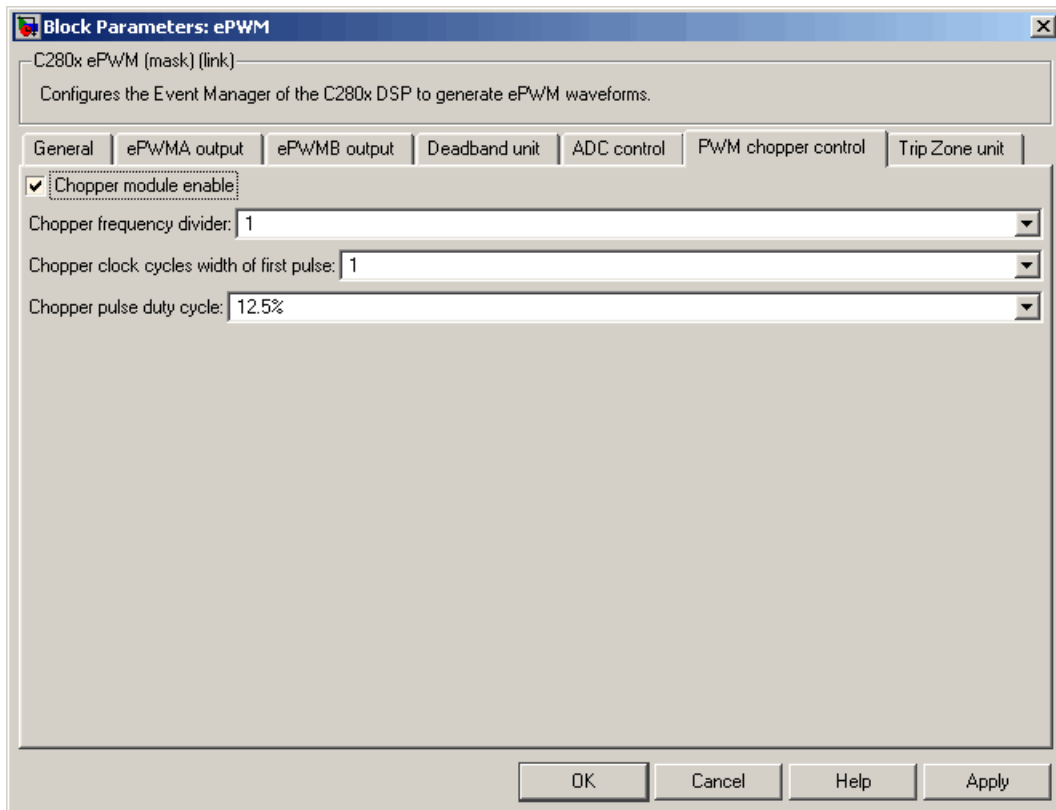 Block Parameters: ePWM
C280x ePWM (mask) (link)
Configures the Event Manager of the C280x DSP to generate ePWM waveforms.
General ePWMA output ePWMB output Deadband unit ADC control PWM chopper control Trip Zone unit
Chopper module enable
Chopper frequency divider: 1
Chopper clock cycles width of first pulse: 1
Chopper pulse duty cycle: 12.5%
OK Cancel Help Apply